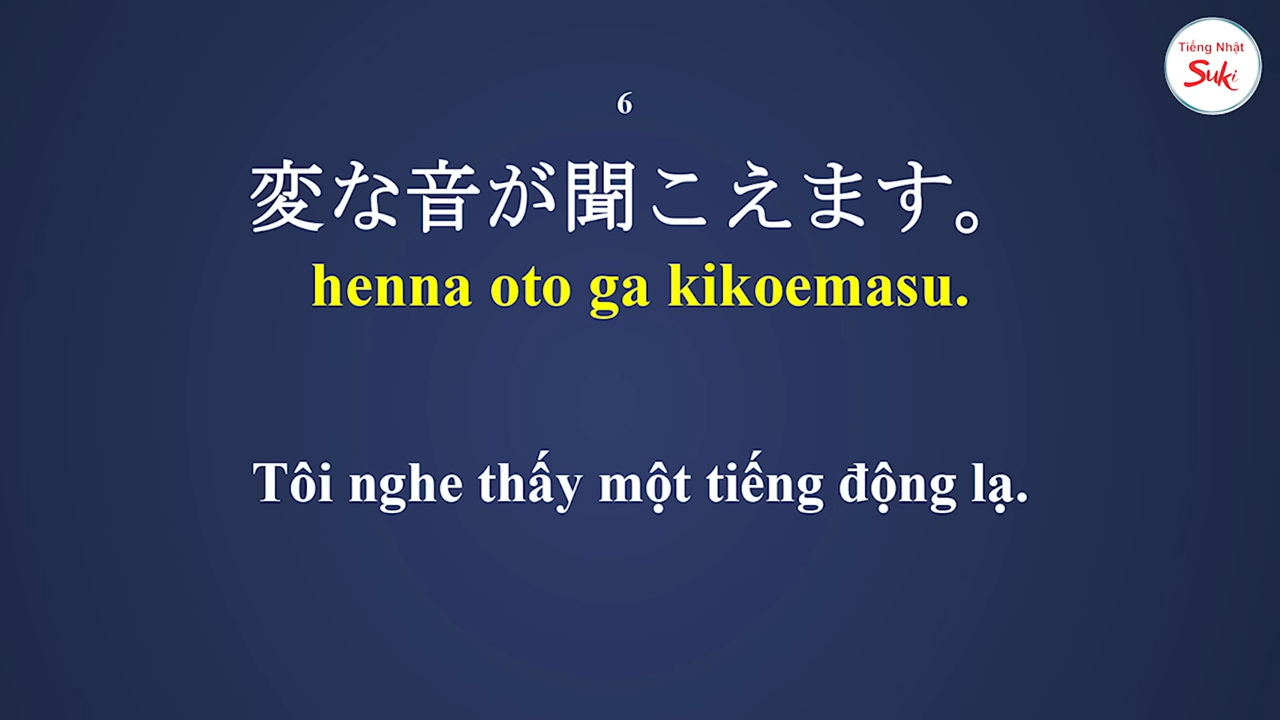 Tiếng Nhật
Suki
6
変な音が聞こえます。
henna oto ga kikoemasu.
Tôi nghe thấy một tiếng động lạ.